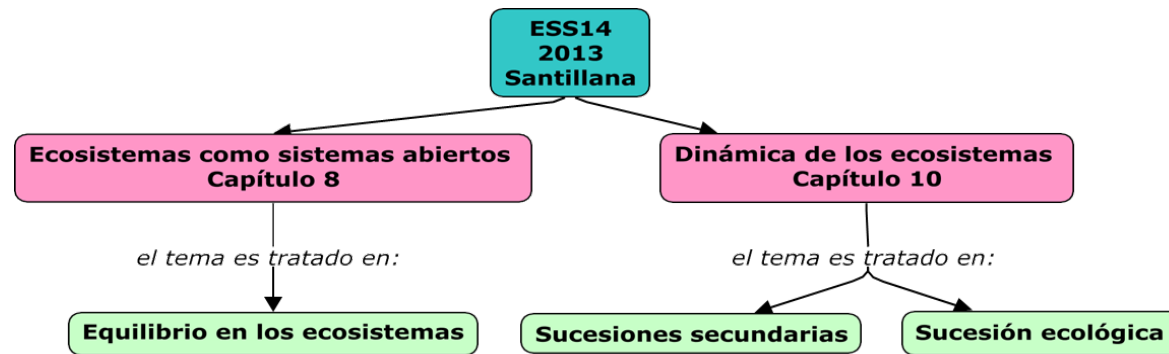 ESS14
2013
Santillana
Ecosistemas como sistemas abiertos
Capítulo 8
Dinámica de los ecosistemas
Capítulo 10
el tema es tratado en:
el tema es tratado en:
Equilibrio en los ecosistemas
Sucesiones secundarias
Sucesión ecológica